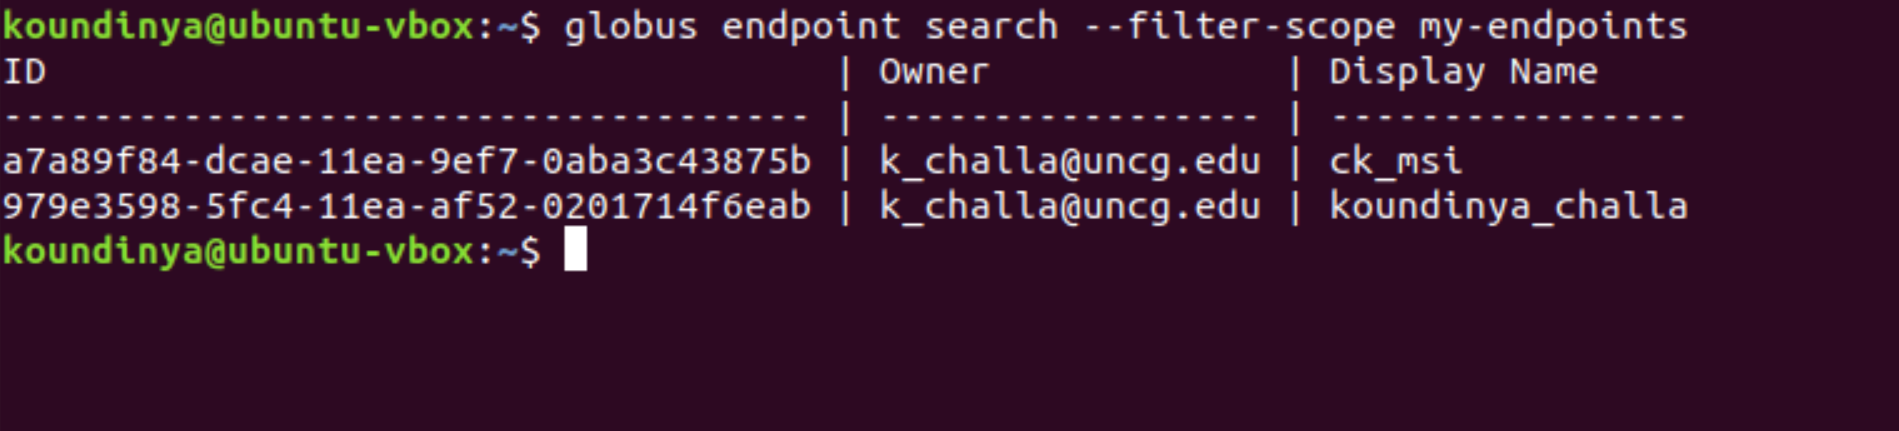 koundinya@ubuntu-vbox:~$ globus endpoint search --filter-scope my-endpoints
ID                                   | Owner             | Display Name
------------------------------------ | ----------------- | ----------------
a7a89f84-dcae-11ea-9ef7-0aba3c43875b | k_challa@uncg.edu | ck_msi
979e3598-5fc4-11ea-af52-0201714f6eab | k_challa@uncg.edu | koundinya_challa
koundinya@ubuntu-vbox:~$